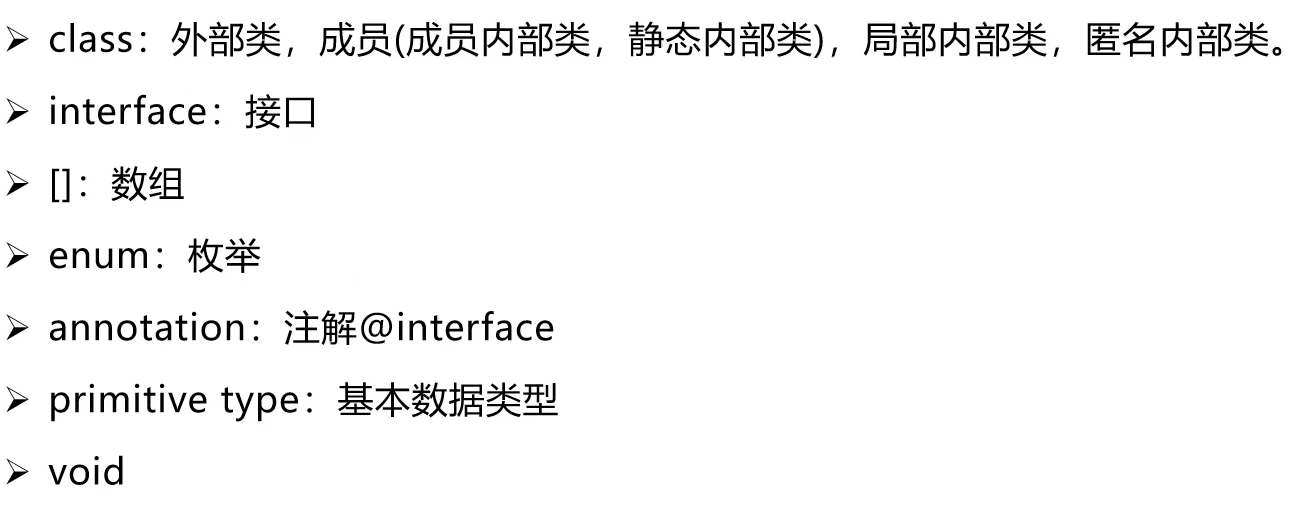 ➢ class：外部类，成员(成员内部类，静态内部类)，局部内部类，匿名内部类。
➢ interface：接口
➢ []：数组
➢ enum：枚举
➢ annotation：注解@interface
➢ primitive type：基本数据类型
➢ void